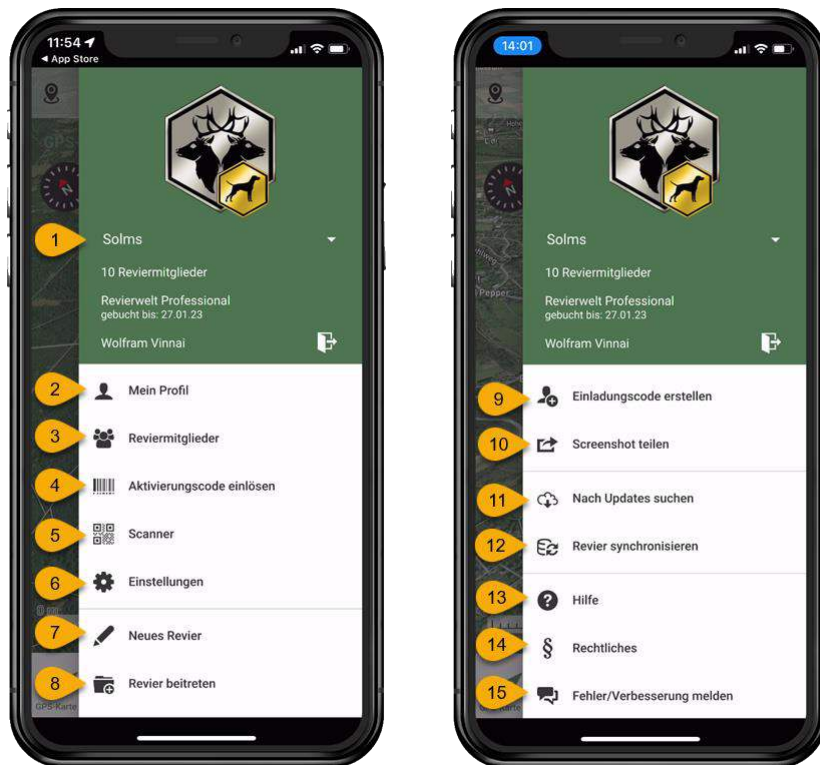 11:54
App Store
GPS-
N
1
Solms
10 Reviermitglieder
Revierwelt Professional
gebucht bis: 27.01.23
Wolfram Vinnai
2
Mein Profil
3
Reviermitglieder
4
Aktivierungscode einlösen
5
Scanner
6
Einstellungen
7
Neues Revier
8
Revier beitreten
GPS-Karte
14:01
N
Pepper
Solms
10 Reviermitglieder
Revierwelt Professional
gebucht bis: 27.01.23
Wolfram Vinnai
9
Einladungscode erstellen
10
Screenshot teilen
11
Nach Updates suchen
12
Revier synchronisieren
13
Hilfe
14
§ Rechtliches
15
Fehler/Verbesserung melden